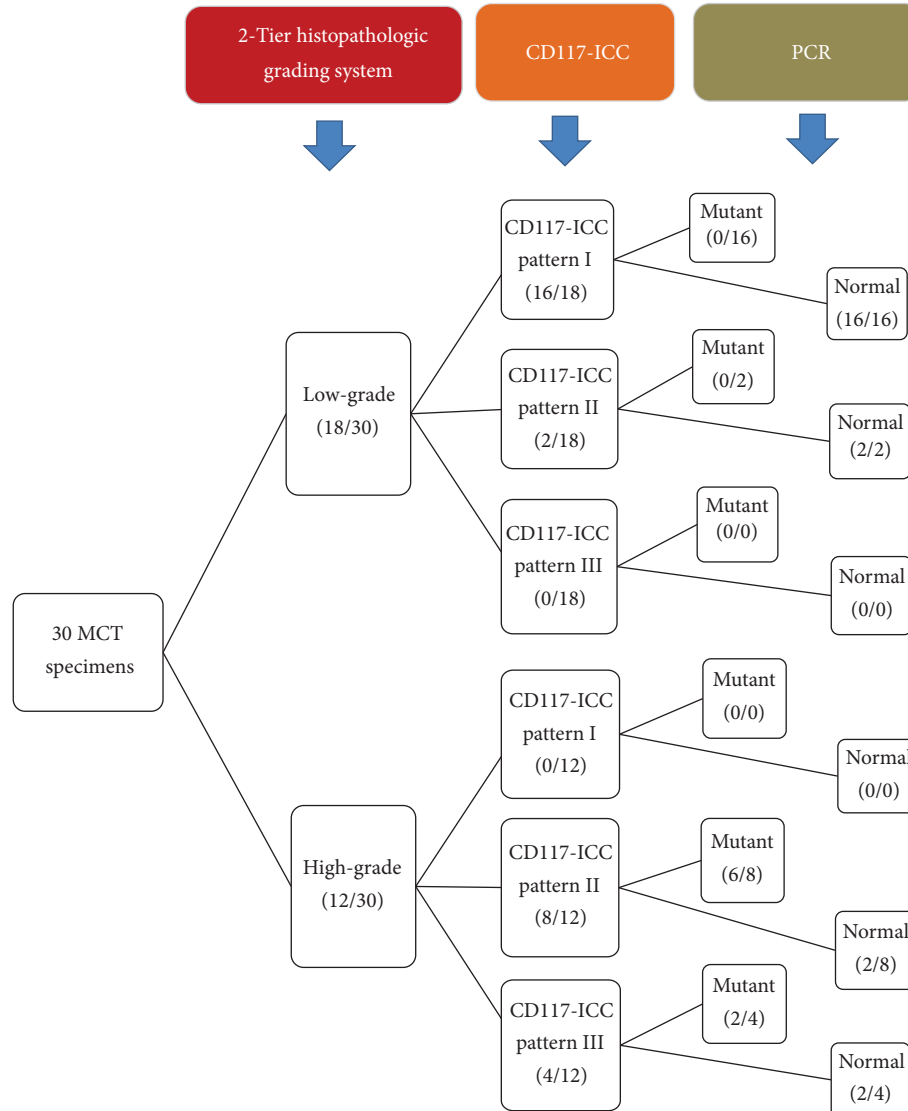 2-Tier histopathologic
grading system
CD117-ICC
PCR
CD117-ICC
pattern I
(16/18)
Mutant
(0/16)
Normal
(16/16)
Low-grade
(18/30)
CD117-ICC
pattern II
(2/18)
Mutant
(0/2)
Normal
(2/2)
CD117-ICC
pattern III
(0/18)
Mutant
(0/0)
Normal
(0/0)
30 MCT
specimens
CD117-ICC
pattern I
(0/12)
Mutant
(0/0)
Normal
(0/0)
High-grade
(12/30)
CD117-ICC
pattern II
(8/12)
Mutant
(6/8)
Normal
(2/8)
CD117-ICC
pattern III
(4/12)
Mutant
(2/4)
Normal
(2/4)